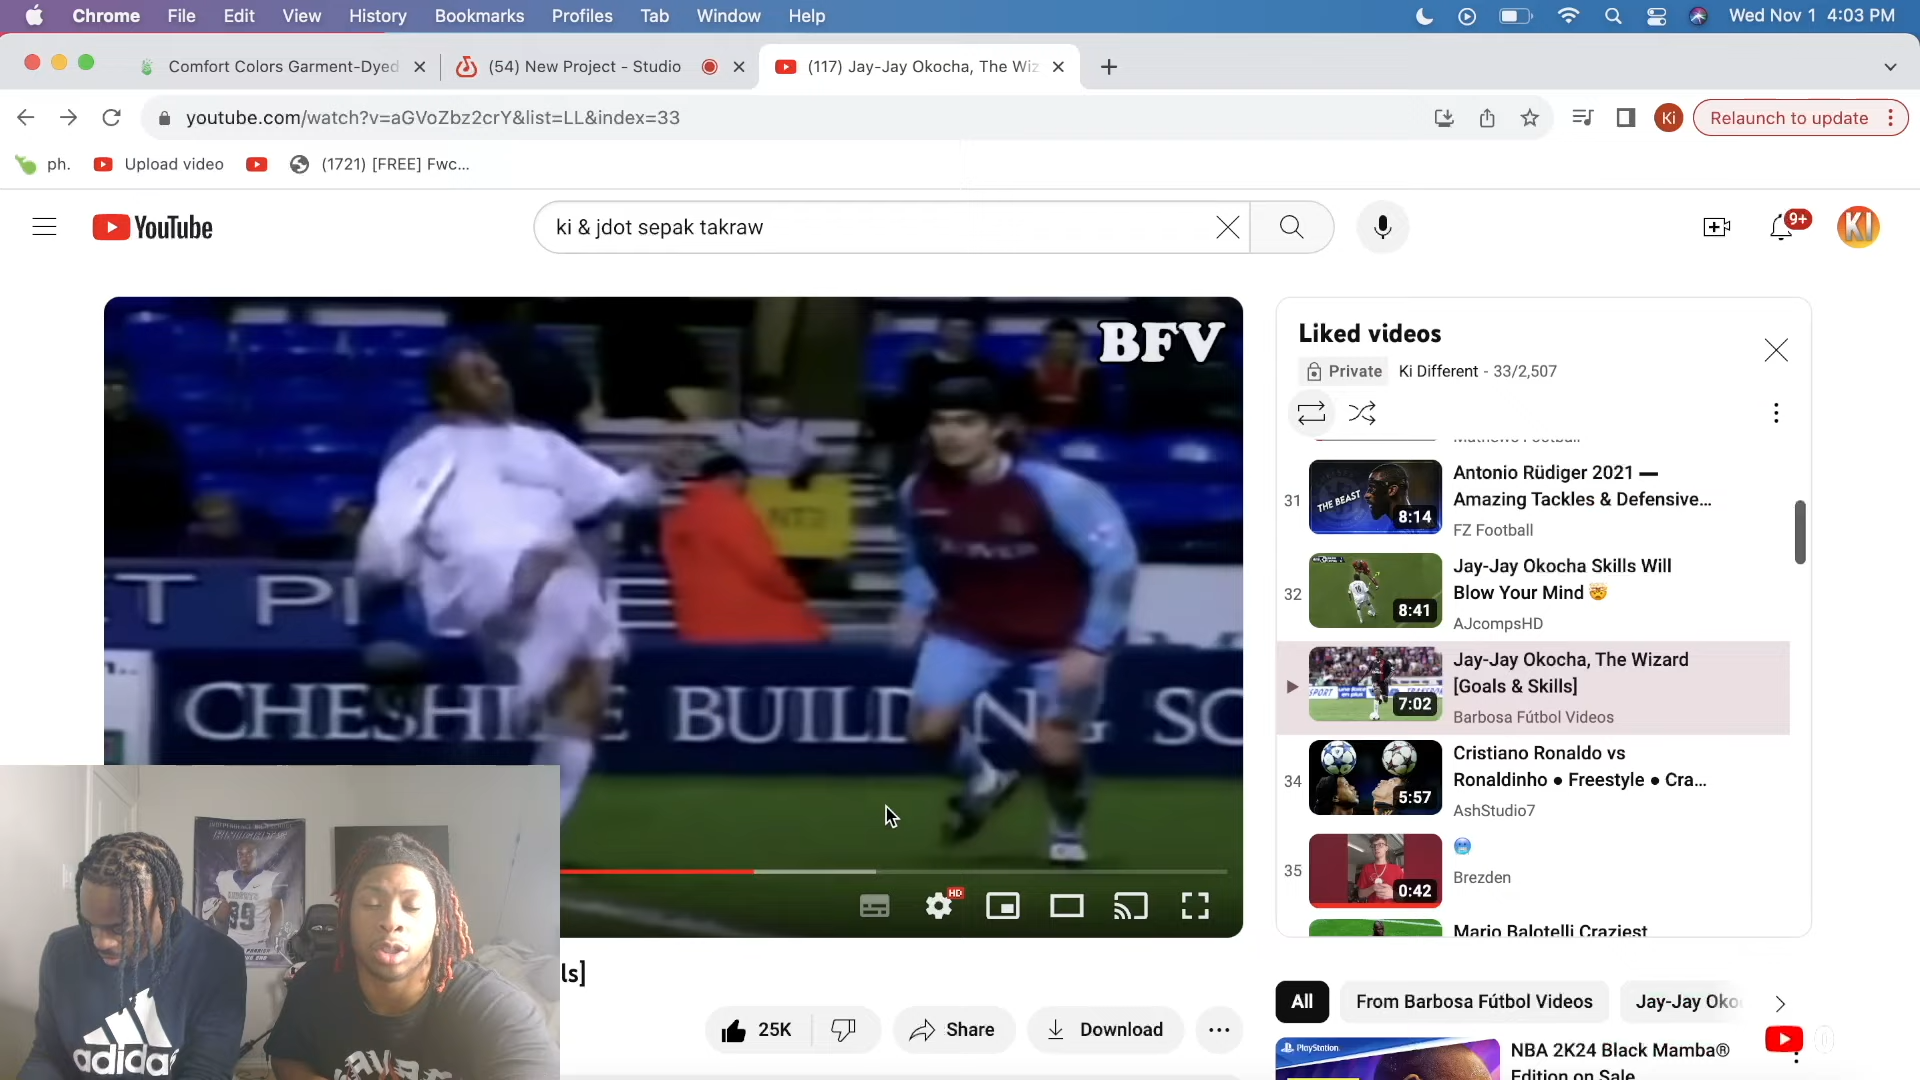 Chrome File Edit View History Bookmarks Profiles Tab Window Help Wed Nov 1 4:03 PM
Comfort Colors Garment-Dyed (54) New Project - Studio (117) Jay-Jay Okocha, The Wiz
youtube.com/watch?v=aGVoZbz2crY&list=LL&index=33 Ki Relaunch to update
ph. Upload video (1721) [FREE] Fwc...
YouTube ki & jdot sepak takraw 9+ KI
BFV
CHESHI E BUILDING SO
HD
adidas
ls]
25K Share Download
Liked videos
Private Ki Different - 33/2,507
31 THE BEAST 8:14 Antonio Rüdiger 2021 —
Amazing Tackles & Defensive...
FZ Football
32 8:41 Jay-Jay Okocha Skills Will
Blow Your Mind 🤯
AJcompsHD
7:02 Jay-Jay Okocha, The Wizard
[Goals & Skills]
Barbosa Fútbol Videos
34 5:57 Cristiano Ronaldo vs
Ronaldinho ● Freestyle ● Cra...
AshStudio7
35 0:42 🥶
Brezden
Mario Balotelli Craziest
All From Barbosa Fútbol Videos Jay-Jay Oko
PlayStation NBA 2K24 Black Mamba®
Edition on Sale